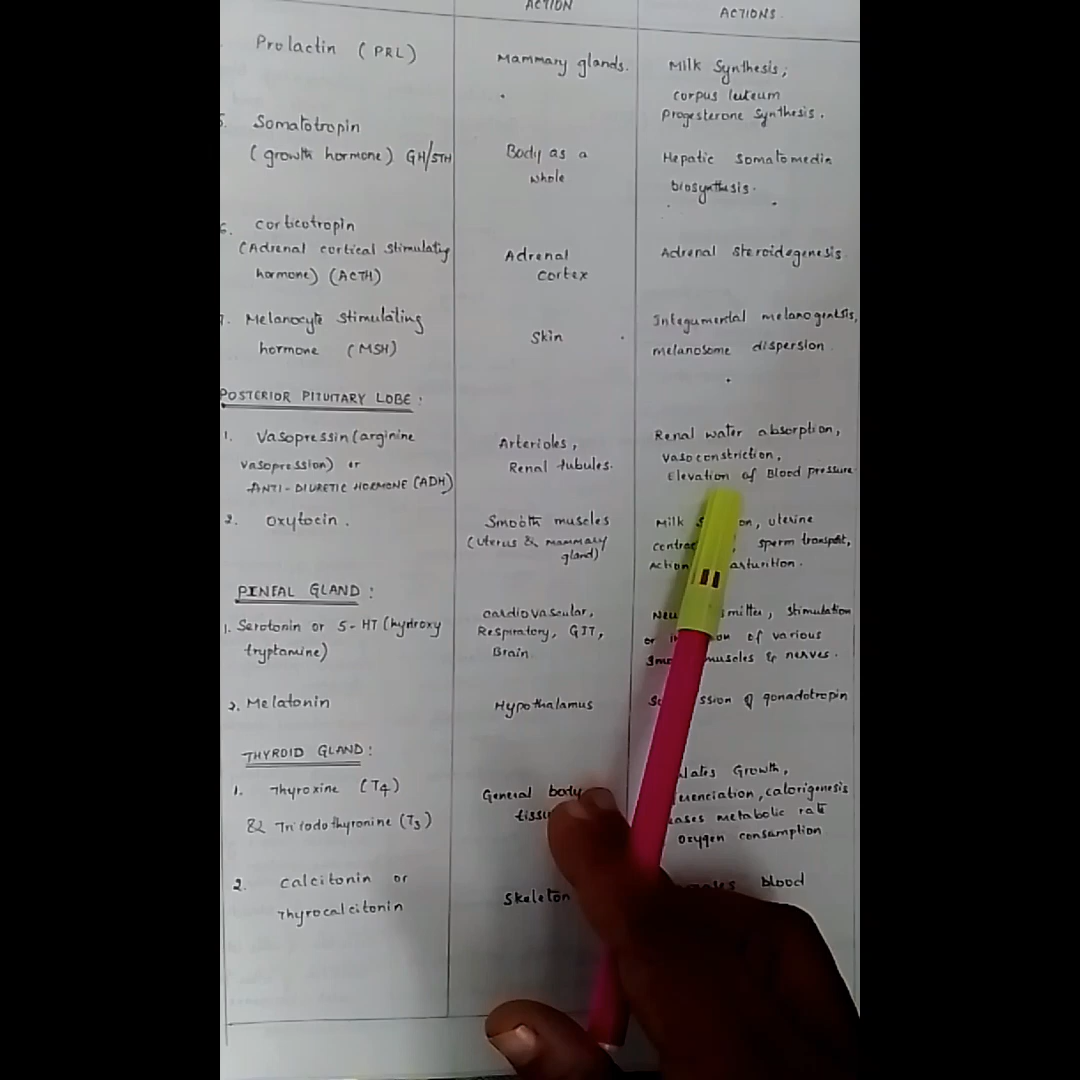 ACTION
ACTIONS.
Prolactin (PRL)
Mammary glands.
Milk Synthesis;
corpus luteum
Progesterone Synthesis.
5. Somatotropin
(growth hormone) GH/STH
Body as a
whole
Hepatic Somatomedin
biosynthesis.
6. corticotropin
(Adrenal cortical stimulating
hormone) (ACTH)
Adrenal
cortex
Adrenal steroidogenesis
7. Melanocyte stimulating
hormone (MSH)
Skin
Integumental melanogenesis,
melanosome dispersion
POSTERIOR PITUITARY LOBE:
1. Vasopressin (arginine
vasopression) or
ANTI-DIURETIC HORMONE (ADH)
Arterioles,
Renal tubules.
Renal water absorption,
vasoconstriction,
Elevation of Blood pressure
2. oxytocin.
Smooth muscles
(uterus & mammary
gland)
Milk on, uterine
sperm transport,
Action
PINEAL GLAND:
1. Serotonin or 5-HT (hydroxy
tryptamine)
cardiovascular,
Respiratory, GIT,
Brain.
stimulation
or of various
muscles & nerves.
2. Melatonin
Hypothalamus
of gonadotropin
THYROID GLAND:
1. Thyroxine (T4)
& Triiodothyronine (T3)
General body
Growth,
calorigenesis
metabolic rate
oxygen consamption
2. calcitonin or
Thyrocalcitonin
Skeleton
blood